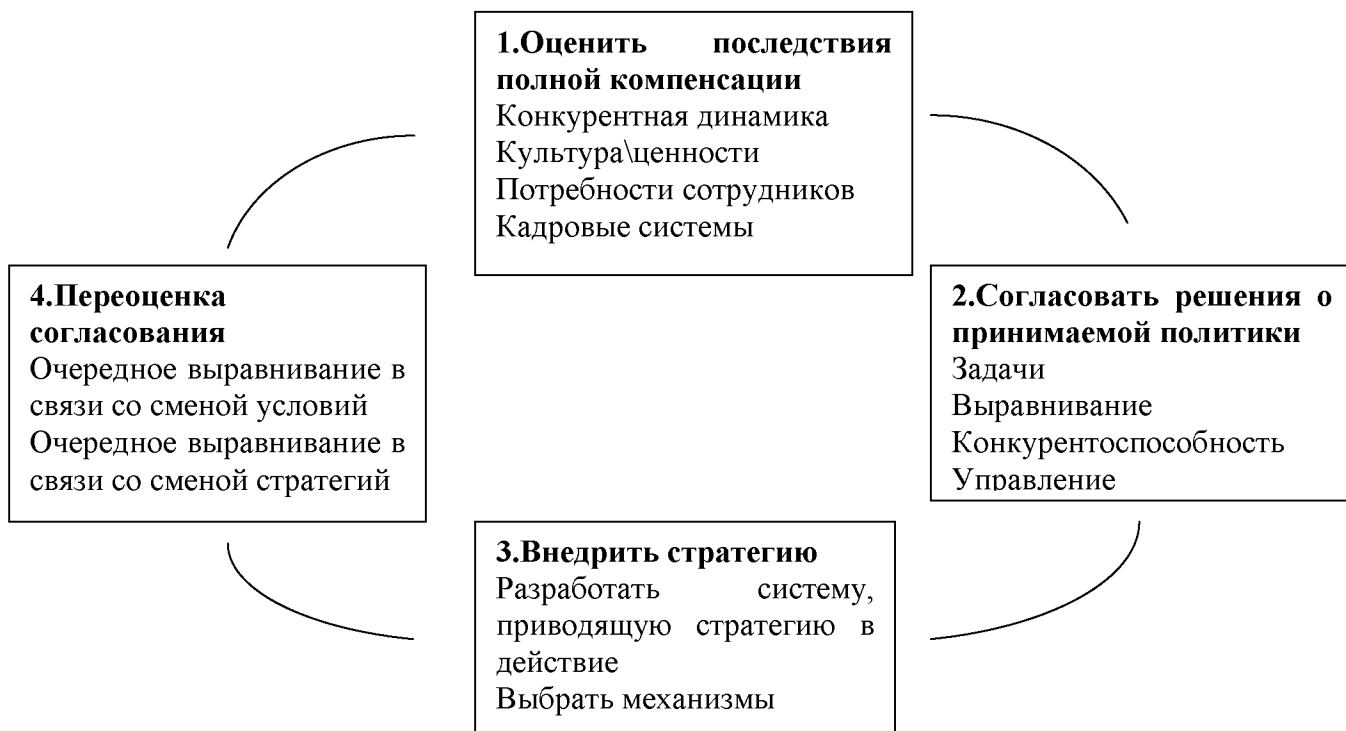 1.Оценить последствия
полной компенсации
Конкурентная динамика
Культура\ценности
Потребности сотрудников
Кадровые системы
2.Согласовать решения о
принимаемой политики
Задачи
Выравнивание
Конкурентоспособность
Управление
3.Внедрить стратегию
Разработать систему,
приводящую стратегию в
действие
Выбрать механизмы
4.Переоценка
согласования
Очередное выравнивание в
связи со сменой условий
Очередное выравнивание в
связи со сменой стратегий